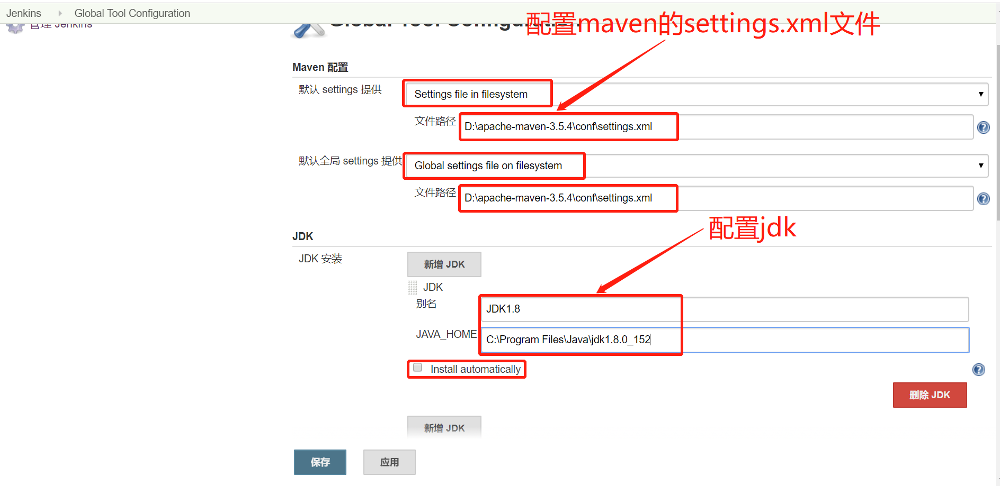 Jenkins Global Tool Configuration
管理 Jenkins
Global Tool Configuration
配置maven的settings.xml文件
Maven 配置
默认 settings 提供
Settings file in filesystem
文件路径
D:\apache-maven-3.5.4\conf\settings.xml
默认全局 settings 提供
Global settings file on filesystem
文件路径
D:\apache-maven-3.5.4\conf\settings.xml
配置jdk
JDK
JDK 安装
新增 JDK
JDK
别名
JDK1.8
JAVA_HOME
C:\Program Files\Java\jdk1.8.0_152
Install automatically
删除 JDK
新增 JDK
保存
应用